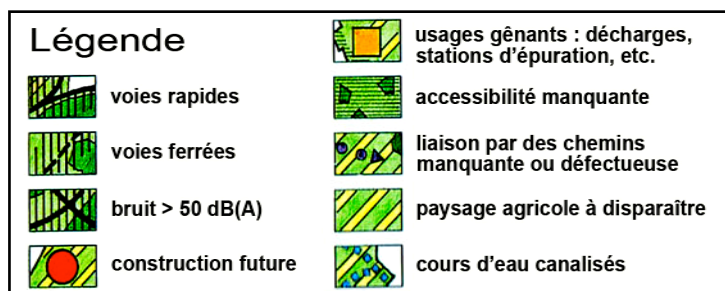 Légende
voies rapides
voies ferrées
bruit > 50 dB(A)
construction future
usages gênants : décharges,
stations d'épuration, etc.
accessibilité manquante
liaison par des chemins
manquante ou défectueuse
paysage agricole à disparaître
cours d'eau canalisés